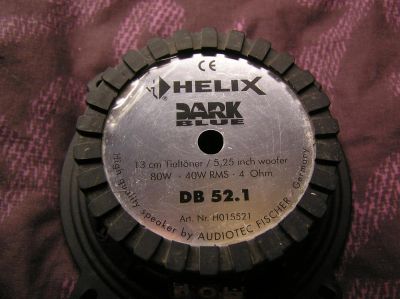 CE
HELIX
DARK
BLUE
13 cm Tieftöner / 5,25 inch woofer
80W - 40W RMS - 4 Ohm
DB 52.1
Art. Nr. H015521
High quality speaker by AUDIOTEC FISCHER, Germany